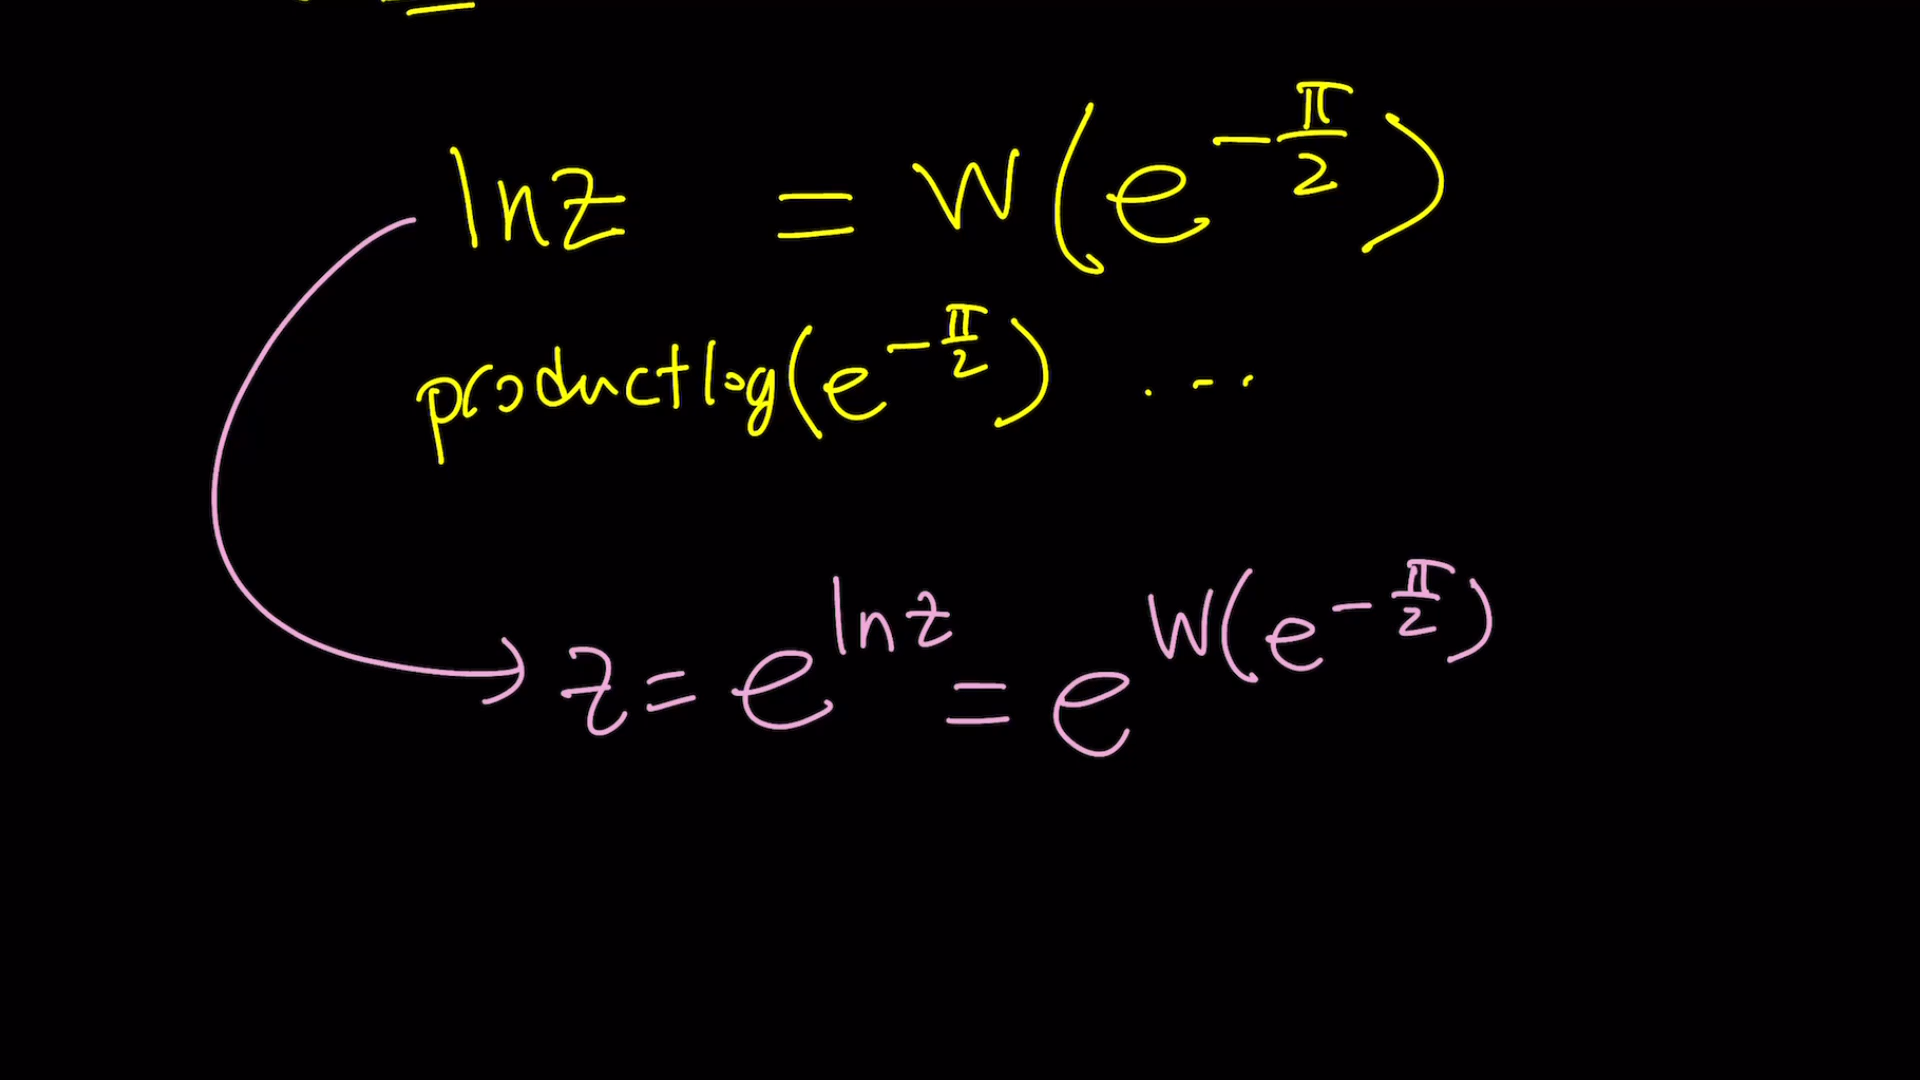 ln z = W(e^{-π/2})
productlog(e^{-π/2}) ...
z = e^{ln z} = e^{W(e^{-π/2})}